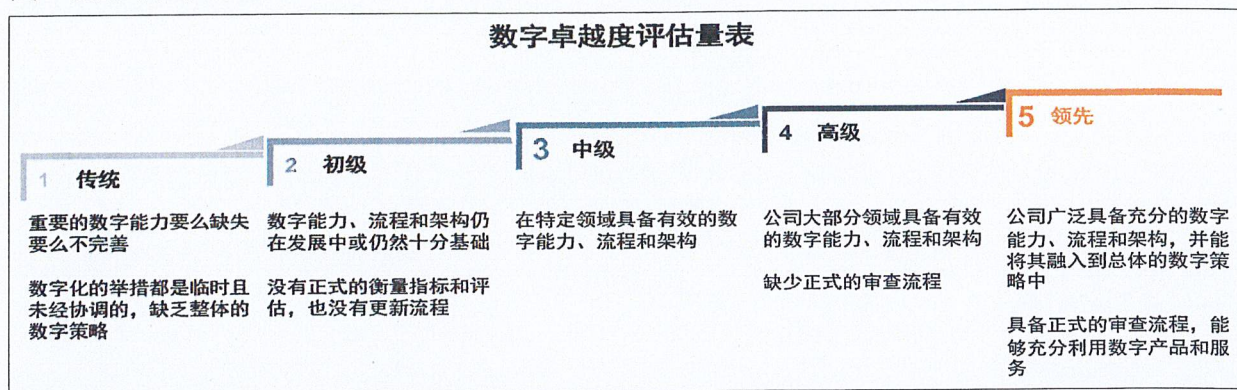 数字卓越度评估量表
1 传统
重要的数字能力要么缺失
要么不完善
数字化的举措都是临时且
未经协调的，缺乏整体的
数字策略
2 初级
数字能力、流程和架构仍
在发展中或仍然十分基础
没有正式的衡量指标和评
估，也没有更新流程
3 中级
在特定领域具备有效的数
字能力、流程和架构
4 高级
公司大部分领域具备有效
的数字能力、流程和架构
缺少正式的审查流程
5 领先
公司广泛具备充分的数字
能力、流程和架构，并能
将其融入到总体的数字策
略中
具备正式的审查流程，能
够充分利用数字产品和服
务